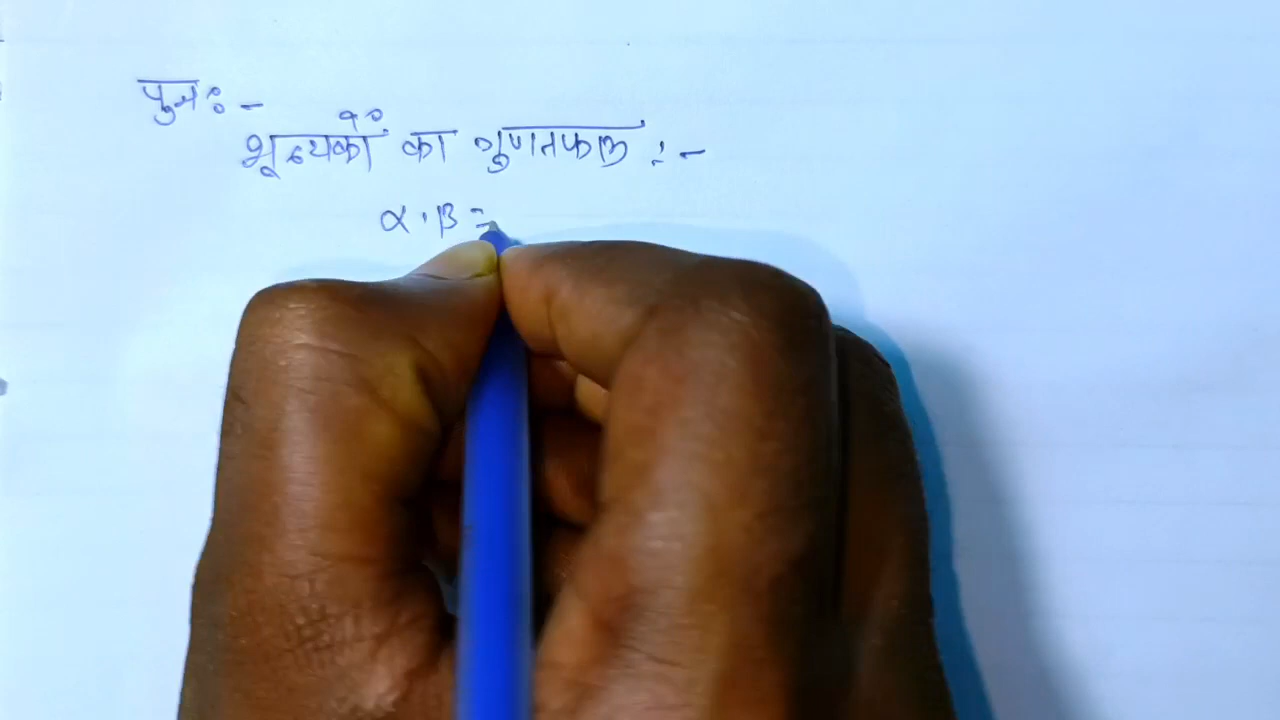 पुनः -
शून्यकों का गुणनफल :-
α · β =